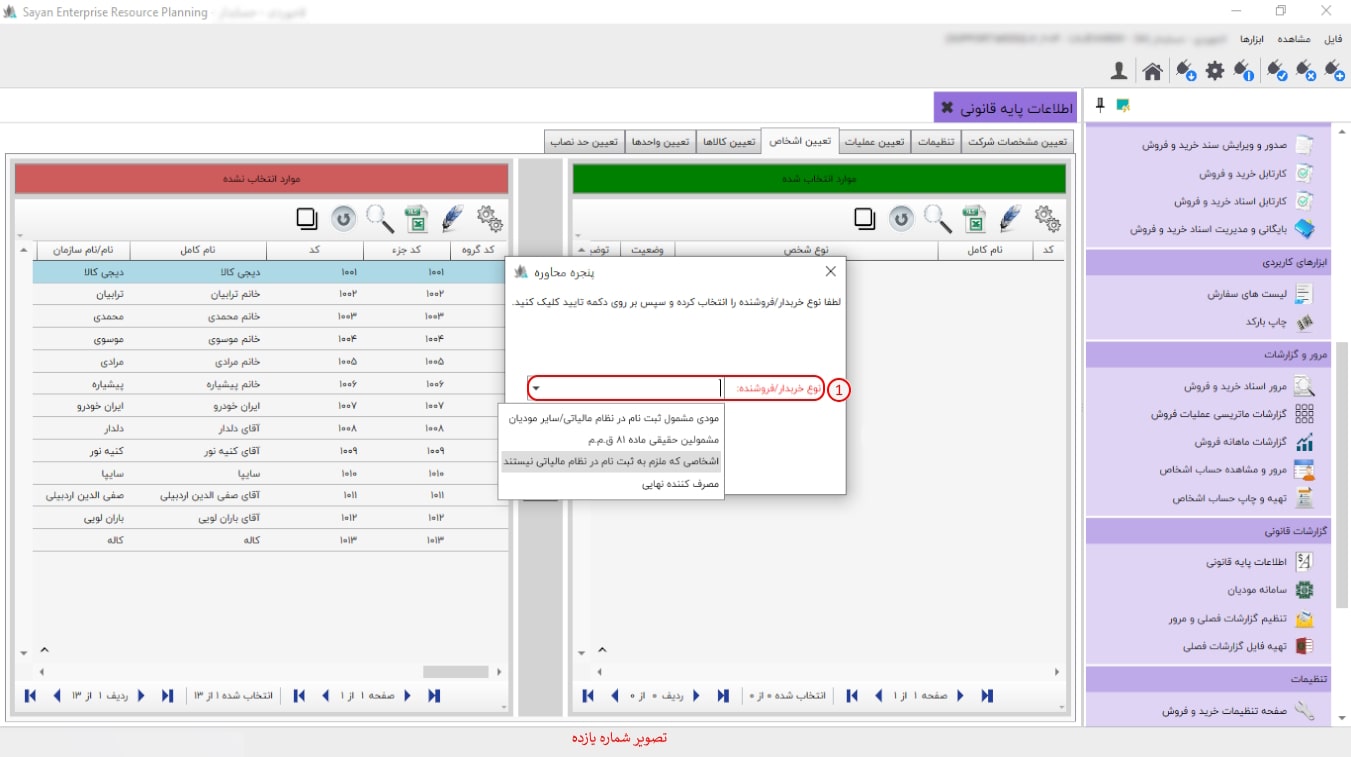 Sayan Enterprise Resource Planning
فایل مشاهده ابزارها
اطلاعات پایه قانونی
تعیین مشخصات شرکت تنظیمات تعیین عملیات تعیین اشخاص تعیین کالاها تعیین واحدها تعیین حد نصاب
صدور و ویرایش سند خرید و فروش
کارتابل خرید و فروش
کارتابل اسناد خرید و فروش
بایگانی و مدیریت اسناد خرید و فروش
ابزارهای کاربردی
لیست های سفارش
چاپ بارکد
مرور و گزارشات
مرور اسناد خرید و فروش
گزارشات ماتریسی عملیات فروش
گزارشات ماهانه فروش
مرور و مشاهده حساب اشخاص
تهیه و چاپ حساب اشخاص
گزارشات قانونی
اطلاعات پایه قانونی
سامانه مودیان
تنظیم گزارشات فصلی و مرور
تهیه فایل گزارشات فصلی
تنظیمات
صفحه تنظیمات خرید و فروش
موارد انتخاب شده
کد نام کامل نوع شخص وضعیت توضی
صفحه ۱ از ۱ انتخاب شده ۰ از ۰ ردیف ۰ از ۰
پنجره محاوره
لطفا نوع خریدار/فروشنده را انتخاب کرده و سپس بر روی دکمه تایید کلیک کنید.
1 نوع خریدار/فروشنده:
مودی مشمول ثبت نام در نظام مالیاتی/سایر مودیان
مشمولین حقیقی ماده ۸۱ ق.م.م
اشخاصی که ملزم به ثبت نام در نظام مالیاتی نیستند
مصرف کننده نهایی
موارد انتخاب نشده
کد گروه کد جزء کد نام کامل نام/نام سازمان
۱۰۰۱ ۱۰۰۱ دیجی کالا دیجی کالا
۱۰۰۲ ۱۰۰۲ خانم ترابیان ترابیان
۱۰۰۳ ۱۰۰۳ خانم محمدی محمدی
۱۰۰۴ ۱۰۰۴ خانم موسوی موسوی
۱۰۰۵ ۱۰۰۵ خانم مرادی مرادی
۱۰۰۶ ۱۰۰۶ خانم پیشیاره پیشیاره
۱۰۰۷ ۱۰۰۷ ایران خودرو ایران خودرو
۱۰۰۸ ۱۰۰۸ آقای دلدار دلدار
۱۰۰۹ ۱۰۰۹ آقای کنیه نور کنیه نور
۱۰۱۰ ۱۰۱۰ سایپا سایپا
۱۰۱۱ ۱۰۱۱ آقای صفی الدین اردبیلی صفی الدین اردبیلی
۱۰۱۲ ۱۰۱۲ آقای باران لویی باران لویی
۱۰۱۳ ۱۰۱۳ کاله کاله
صفحه ۱ از ۱ انتخاب شده ۱ از ۱۳ ردیف ۱ از ۱۳
تصویر شماره یازده